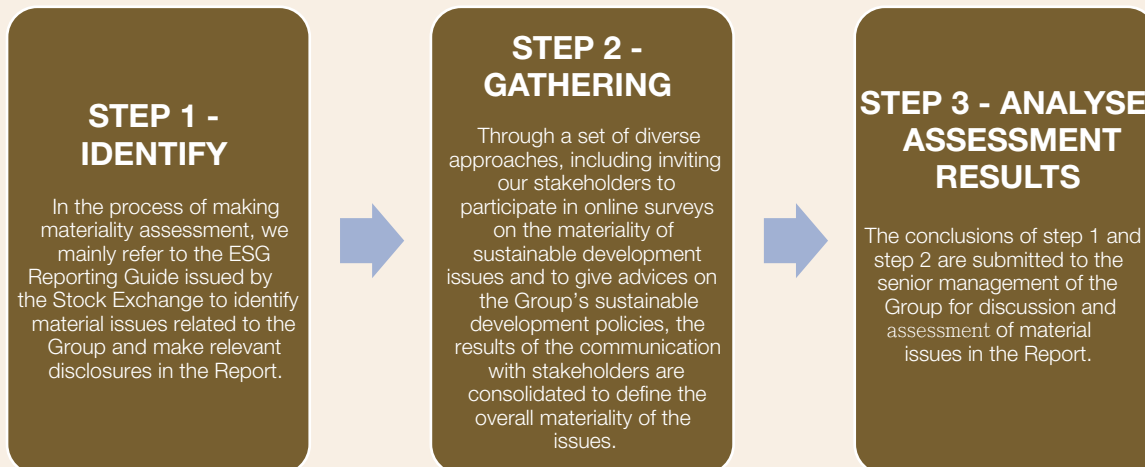 STEP 1 -
IDENTIFY
In the process of making
materiality assessment, we
mainly refer to the ESG
Reporting Guide issued by
the Stock Exchange to identify
material issues related to the
Group and make relevant
disclosures in the Report.
STEP 2 -
GATHERING
Through a set of diverse
approaches, including inviting
our stakeholders to
participate in online surveys
on the materiality of
sustainable development
issues and to give advices on
the Group's sustainable
development policies, the
results of the communication
with stakeholders are
consolidated to define the
overall materiality of the
issues.
STEP 3 - ANALYSE
ASSESSMENT
RESULTS
The conclusions of step 1 and
step 2 are submitted to the
senior management of the
Group for discussion and
assessment of material
issues in the Report.